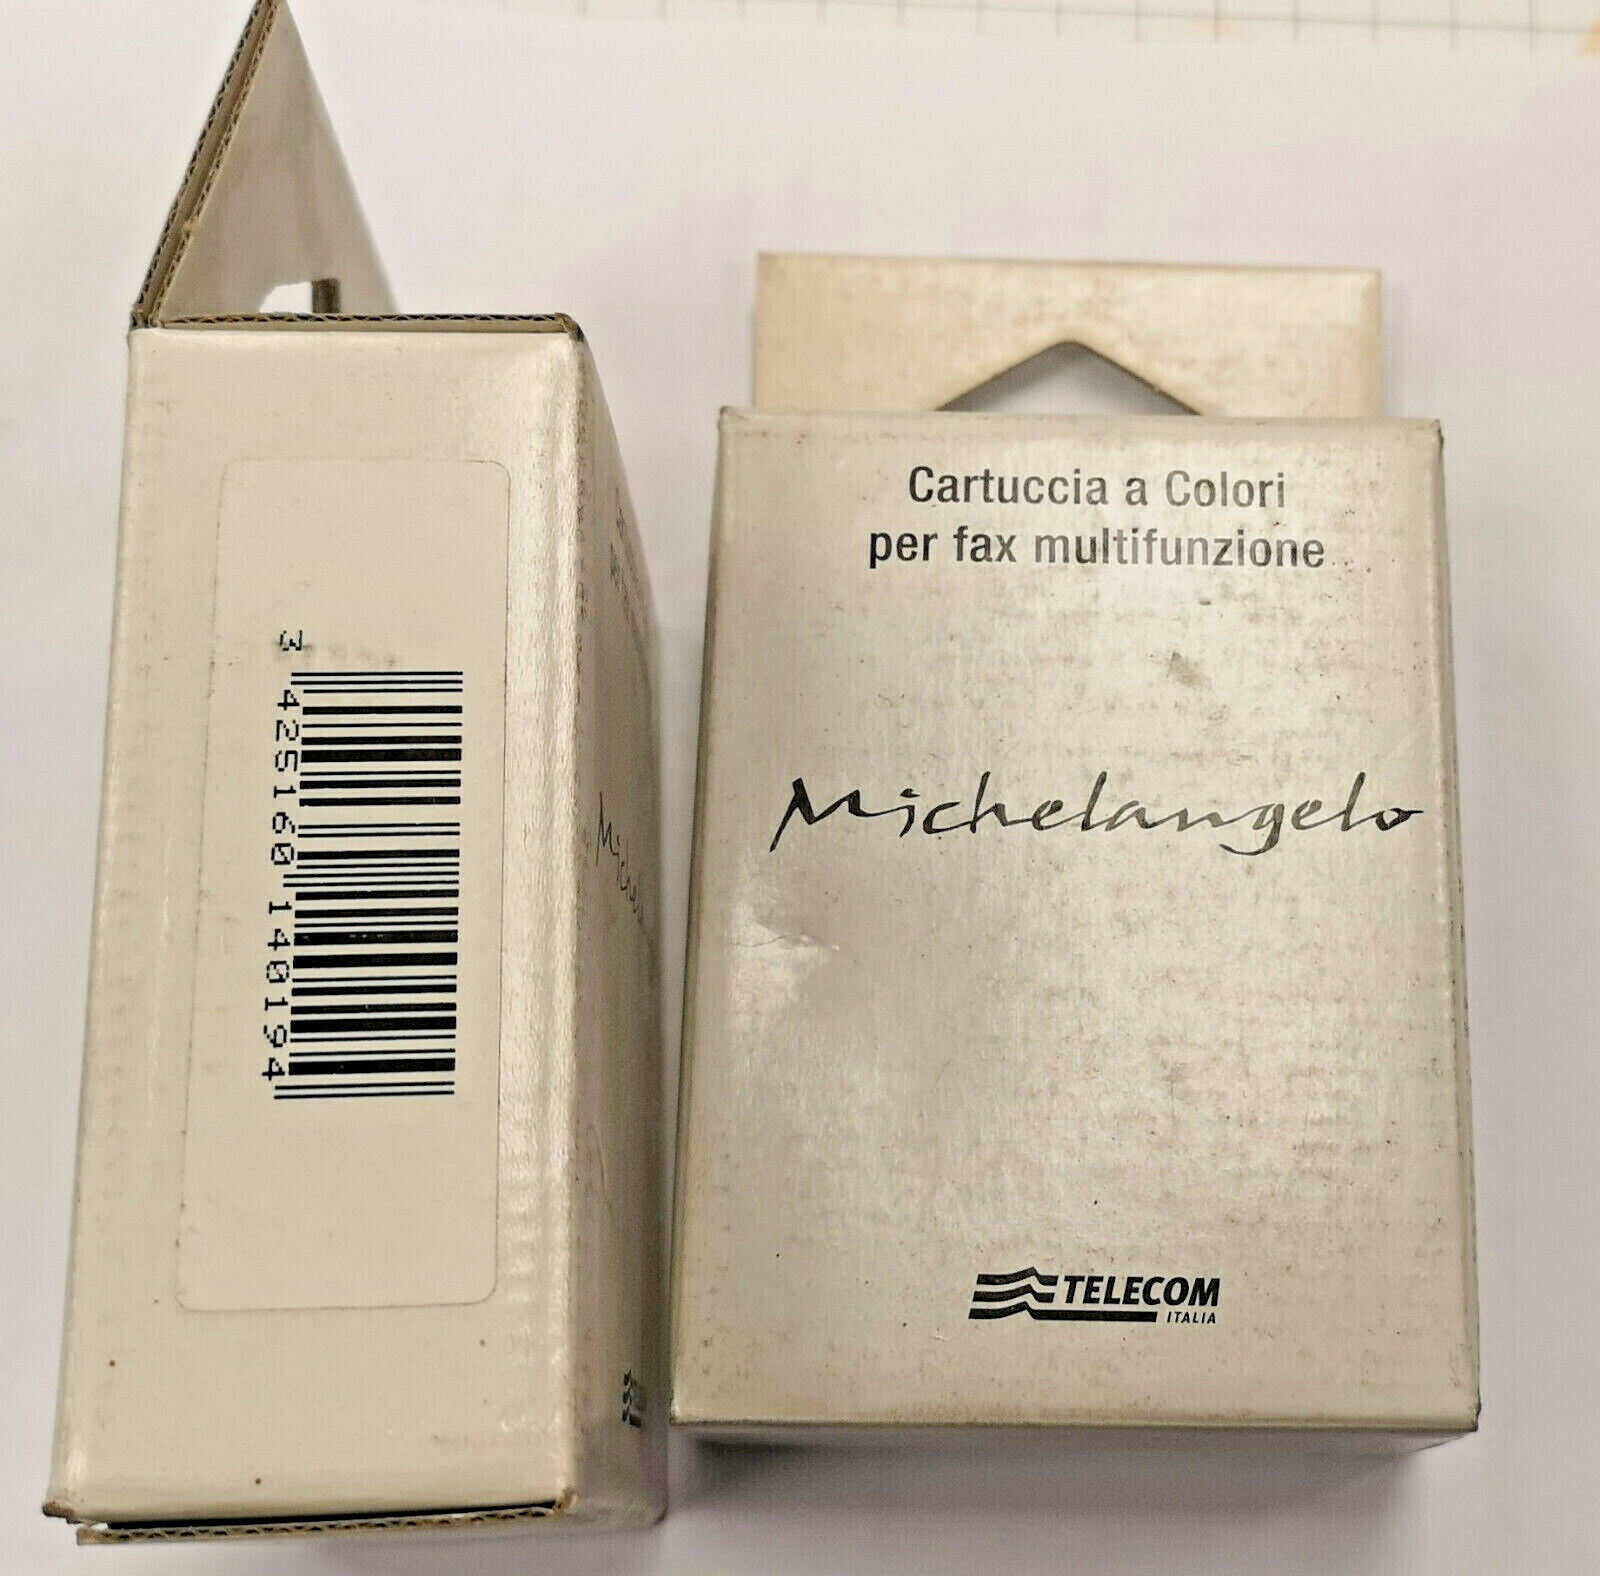 3 425160 140194
Cartuccia a Colori
per fax multifunzione
Michelangelo
TELECOM
ITALIA